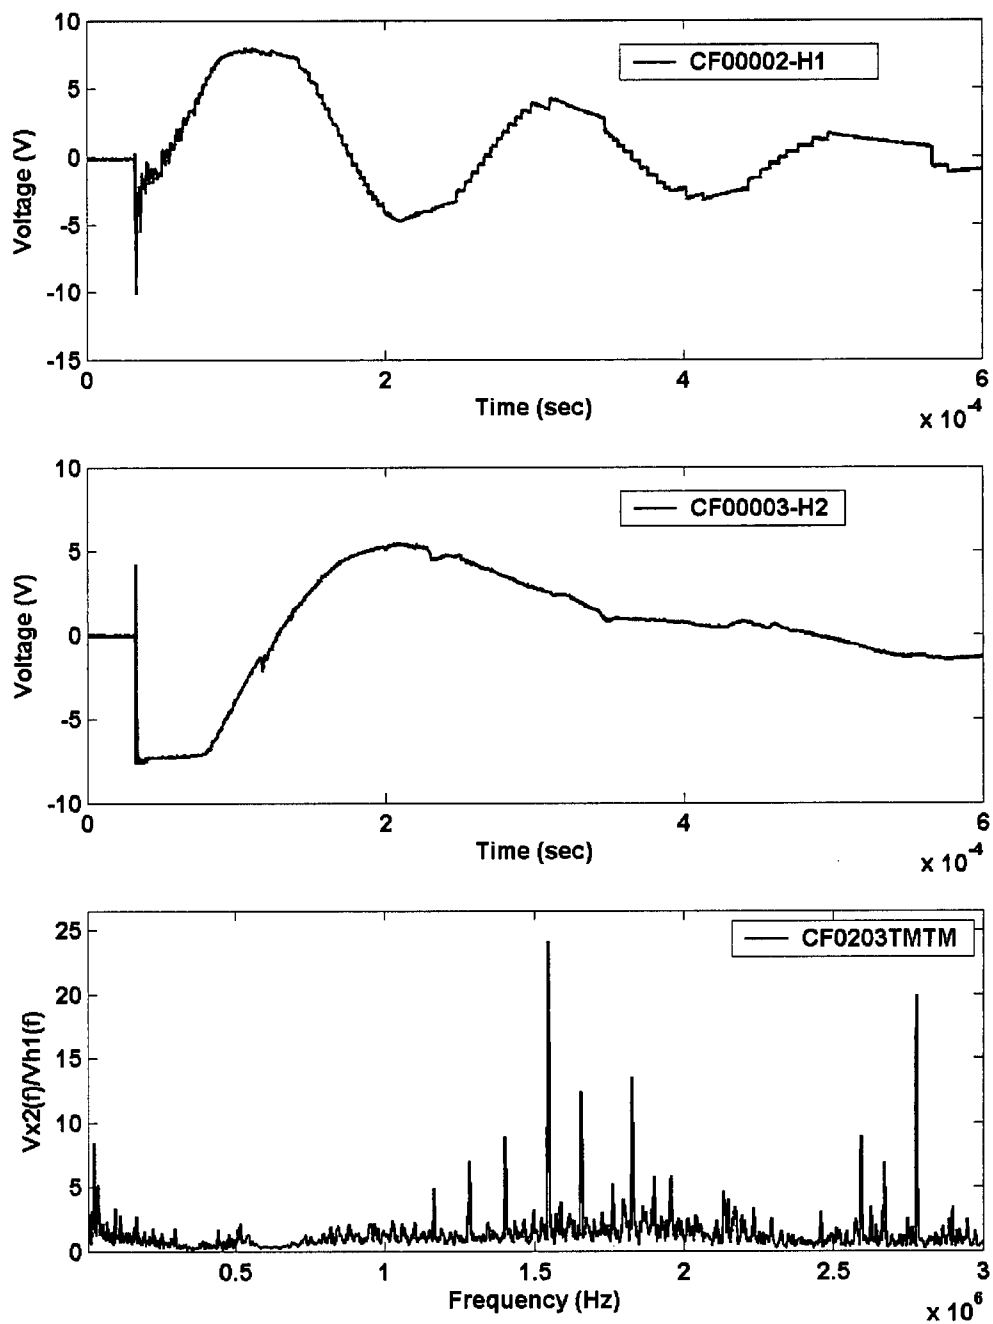 10
5
0
-5
-10
-15
Voltage (V)
CF00002-H1
0 2 4 6
Time (sec)
x 10^-4
10
5
0
-5
-10
Voltage (V)
CF00003-H2
0 2 4 6
Time (sec)
x 10^-4
25
20
15
10
5
0
Vx2(f)/Vh1(f)
CF0203TMTM
0.5 1 1.5 2 2.5 3
Frequency (Hz)
x 10^6